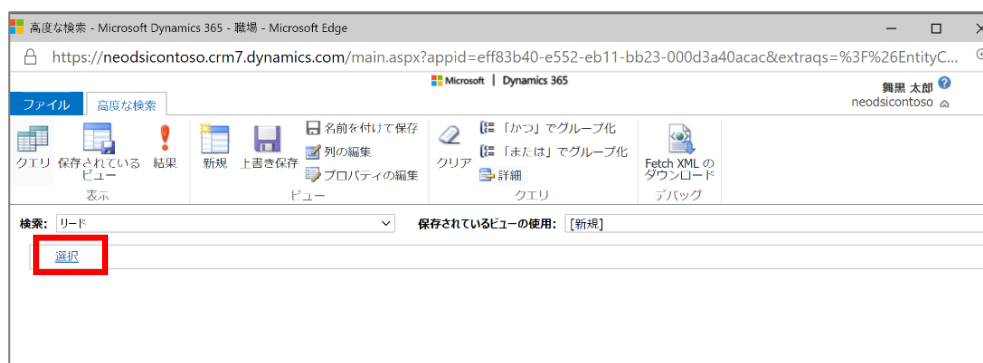 高度な検索 - Microsoft Dynamics 365 - 職場 - Microsoft Edge
https://neodsicontoso.crm7.dynamics.com/main.aspx?appid=eff83b40-e552-eb11-bb23-000d3a40acac&extraqs=%3F%26EntityC...
Microsoft | Dynamics 365
舞黒 太郎
neodsicontoso
ファイル 高度な検索
クエリ 保存されている ビュー 結果
表示
新規 上書き保存 名前を付けて保存
列の編集
プロパティの編集
ビュー
クリア 「かつ」でグループ化
「または」でグループ化
詳細
クエリ
Fetch XML の
ダウンロード
デバッグ
検索: リード 保存されているビューの使用: [新規]
選択